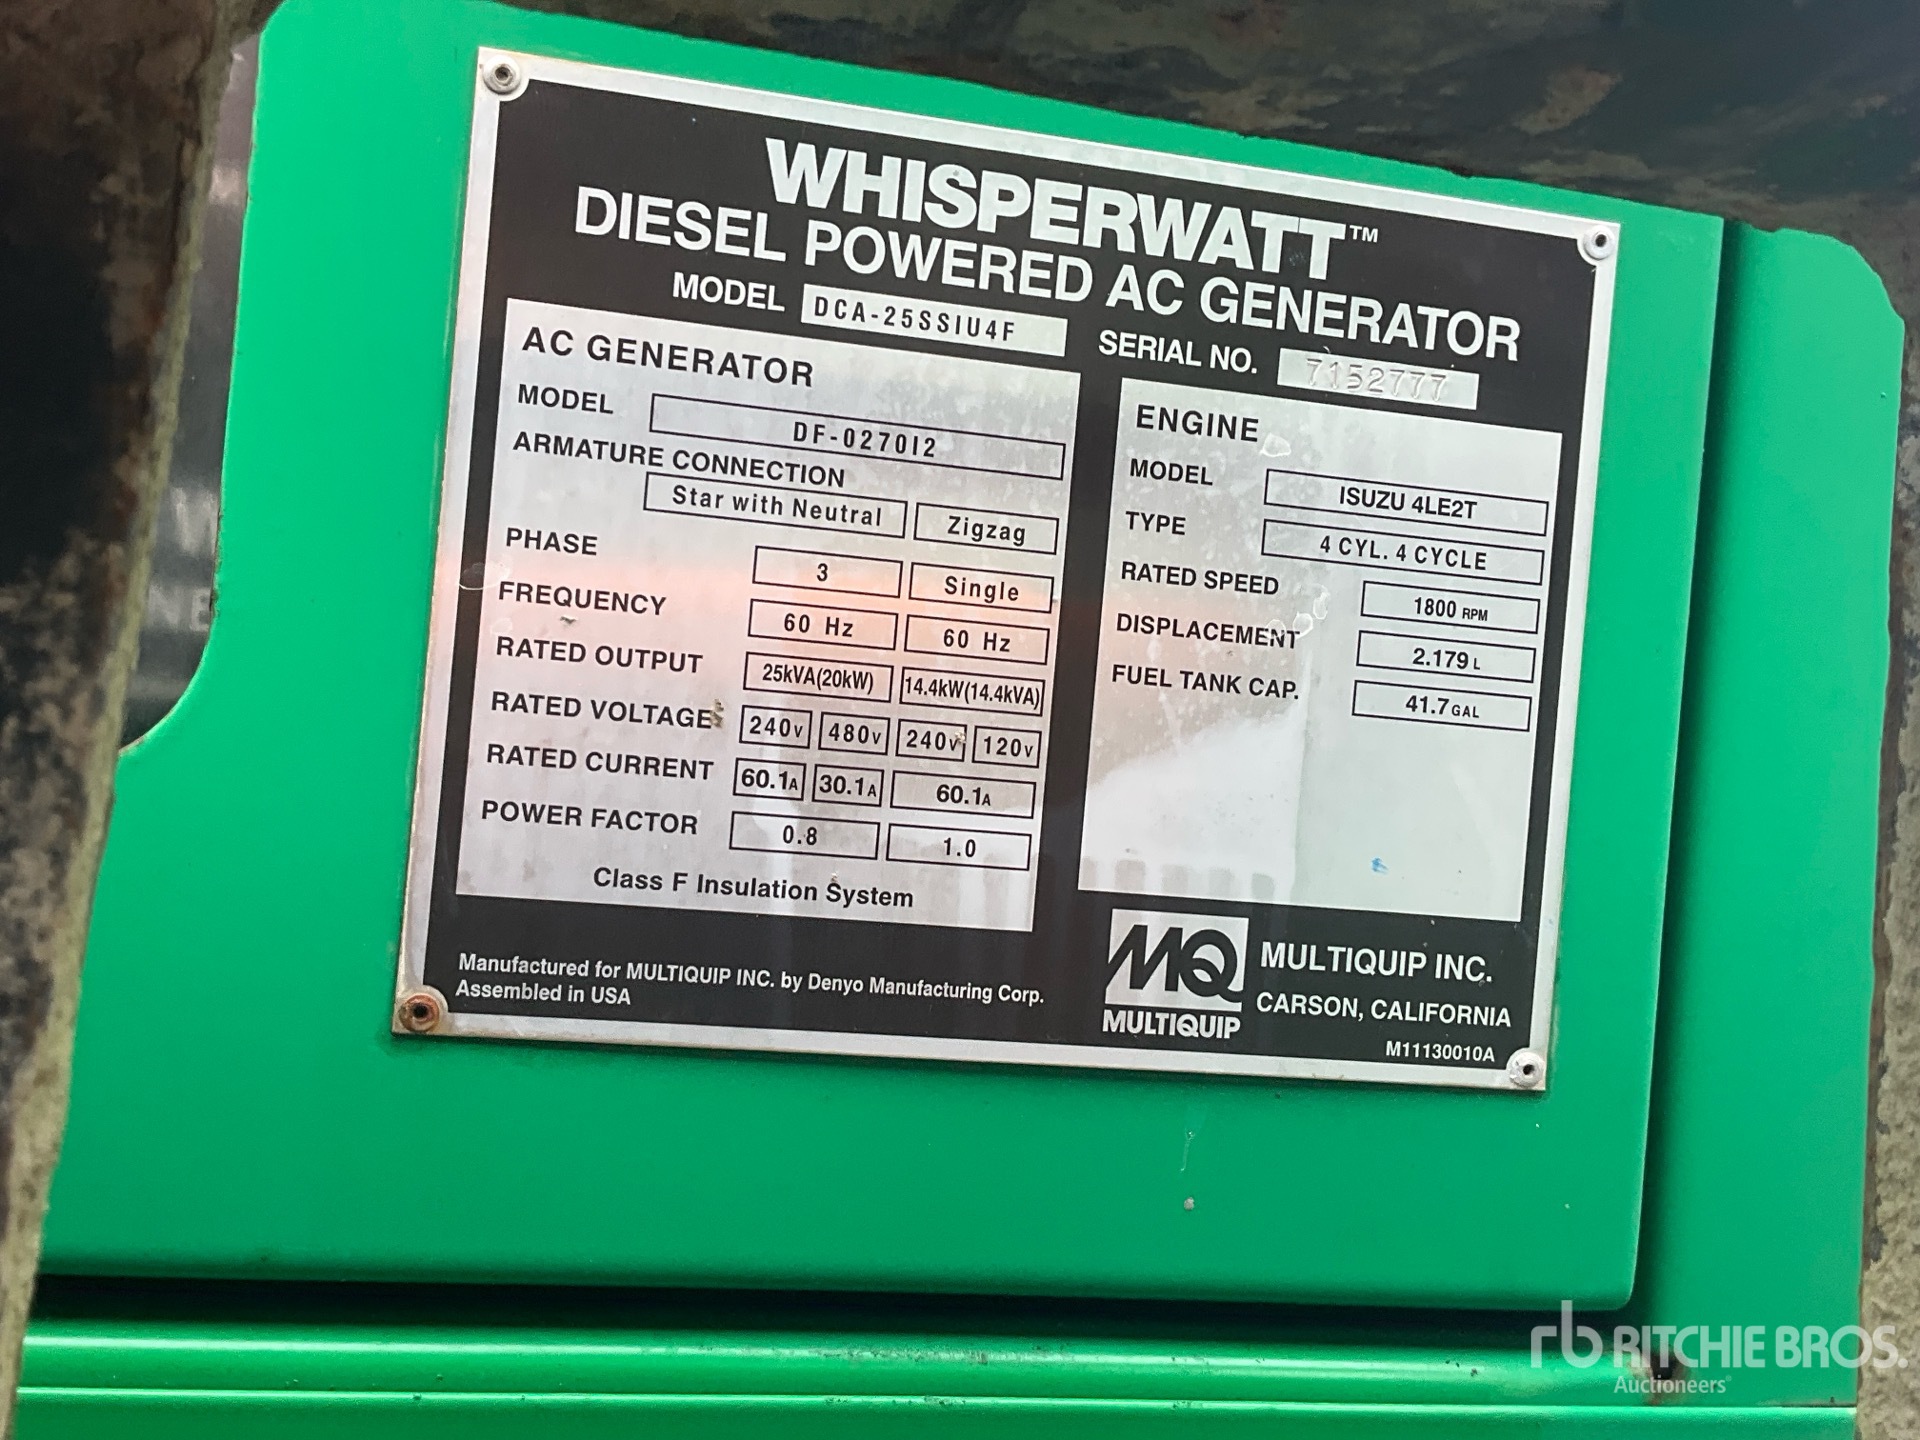 WHISPERWATT™
DIESEL POWERED AC GENERATOR
MODEL DCA-25SSIU4F SERIAL NO. 7152777
AC GENERATOR
MODEL DF-0270I2
ARMATURE CONNECTION
Star with Neutral Zigzag
PHASE 3 Single
FREQUENCY 60 Hz 60 Hz
RATED OUTPUT 25kVA(20kW) 14.4kW(14.4kVA)
RATED VOLTAGE 240V 480V 240V 120V
RATED CURRENT 60.1A 30.1A 60.1A
POWER FACTOR 0.8 1.0
Class F Insulation System
ENGINE
MODEL ISUZU 4LE2T
TYPE 4 CYL. 4 CYCLE
RATED SPEED 1800 RPM
DISPLACEMENT 2.179 L
FUEL TANK CAP. 41.7 GAL
Manufactured for MULTIQUIP INC. by Denyo Manufacturing Corp.
Assembled in USA
MQ
MULTIQUIP
MULTIQUIP INC.
CARSON, CALIFORNIA
M11130010A
rb RITCHIE BROS.
Auctioneers